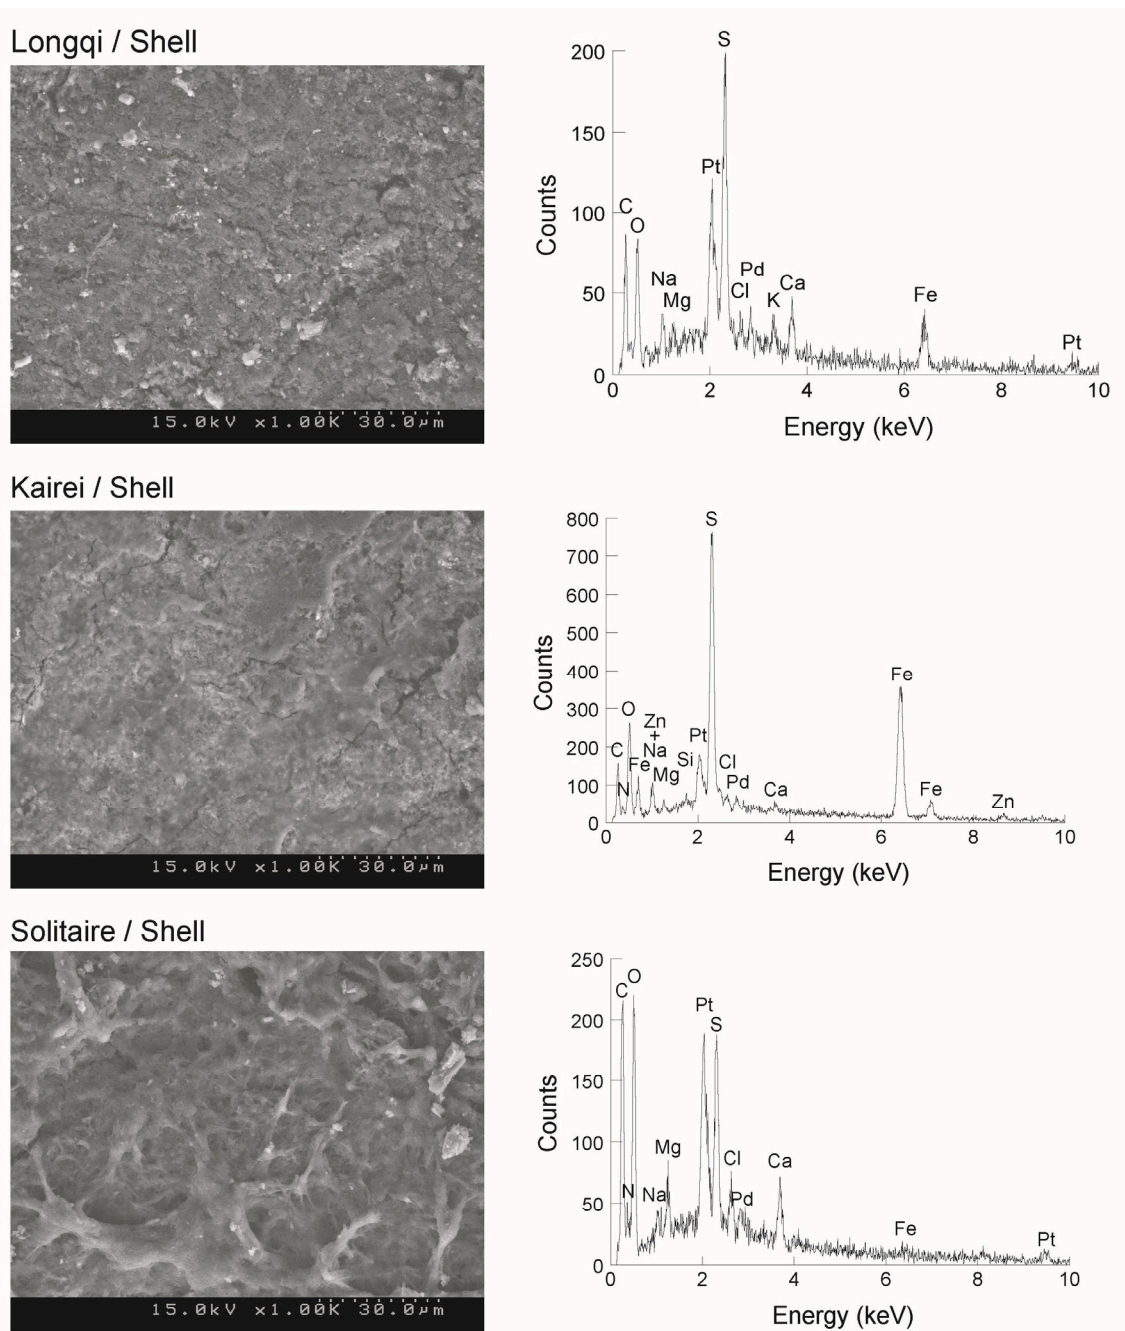 Longqi / Shell
15.0kV x1.00K 30.0µm
200
150
100
50
0
Counts
C
O
Na
Mg
Pt
S
Cl
Pd
K
Ca
Fe
Pt
0 2 4 6 8 10
Energy (keV)
Kairei / Shell
15.0kV x1.00K 30.0µm
800
700
600
500
400
300
200
100
0
Counts
C
N
O
Fe
Zn
+
Na
Mg
Si
Pt
S
Cl
Pd
Ca
Fe
Fe
Zn
0 2 4 6 8 10
Energy (keV)
Solitaire / Shell
15.0kV x1.00K 30.0µm
250
200
150
100
50
0
Counts
C
N
O
Na
Mg
Pt
S
Cl
Pd
Ca
Fe
Pt
0 2 4 6 8 10
Energy (keV)